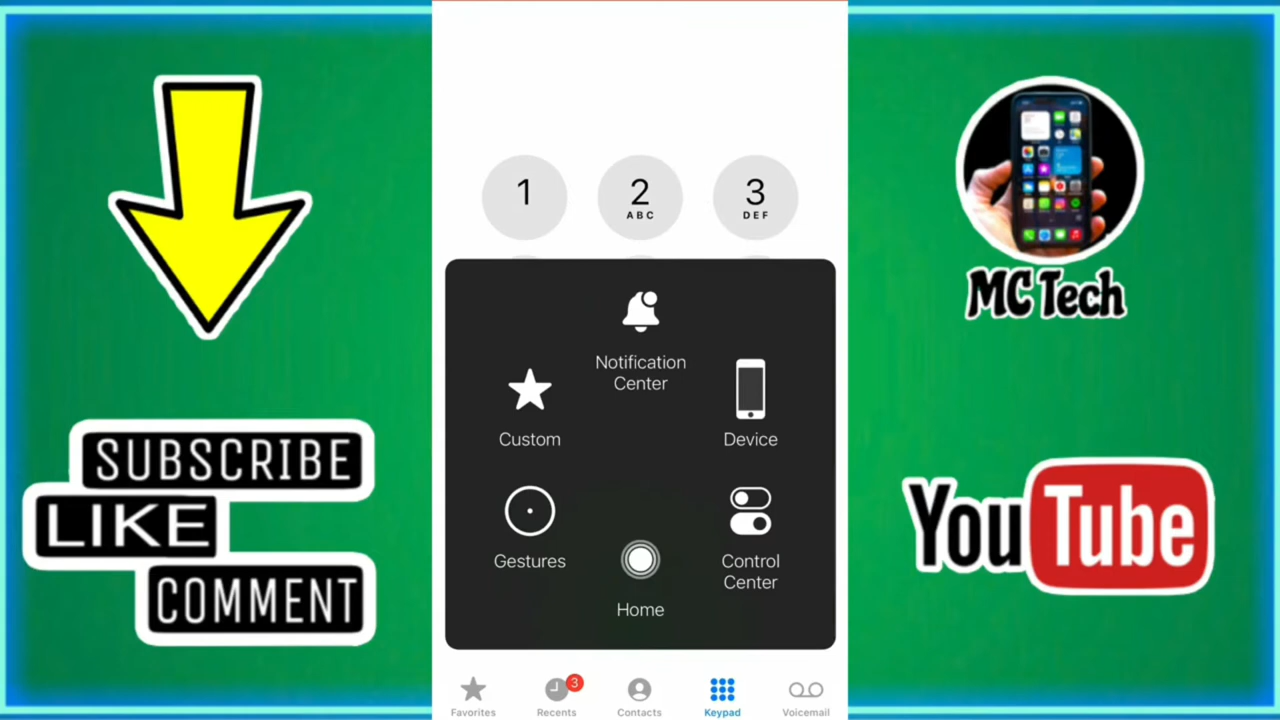 SUBSCRIBE
LIKE
COMMENT
1
2
ABC
3
DEF
Notification
Center
Custom
Device
Gestures
Control
Center
Home
Favorites
3
Recents
Contacts
Keypad
Voicemail
MC Tech
YouTube